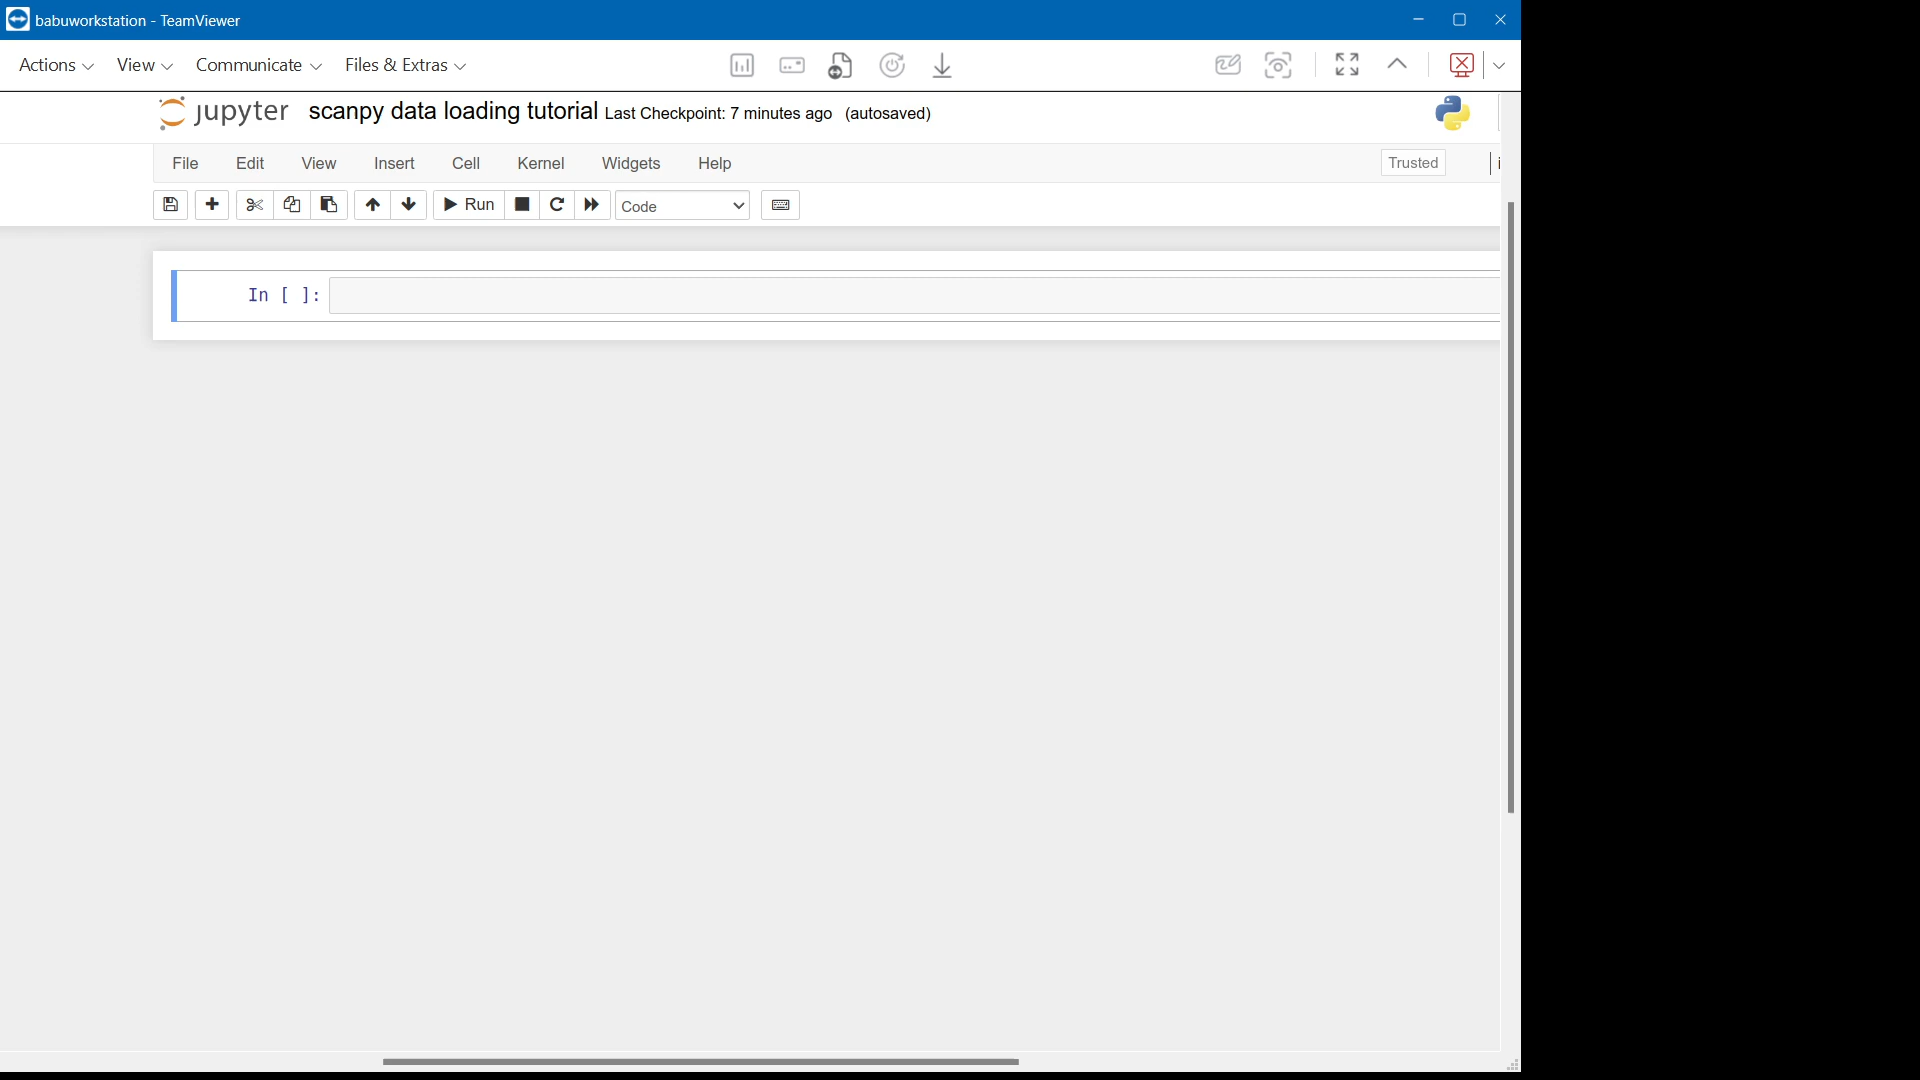 babuworkstation - TeamViewer
Actions View Communicate Files & Extras
jupyter scanpy data loading tutorial Last Checkpoint: 7 minutes ago (autosaved)
File Edit View Insert Cell Kernel Widgets Help Trusted
Run Code
In [ ]: